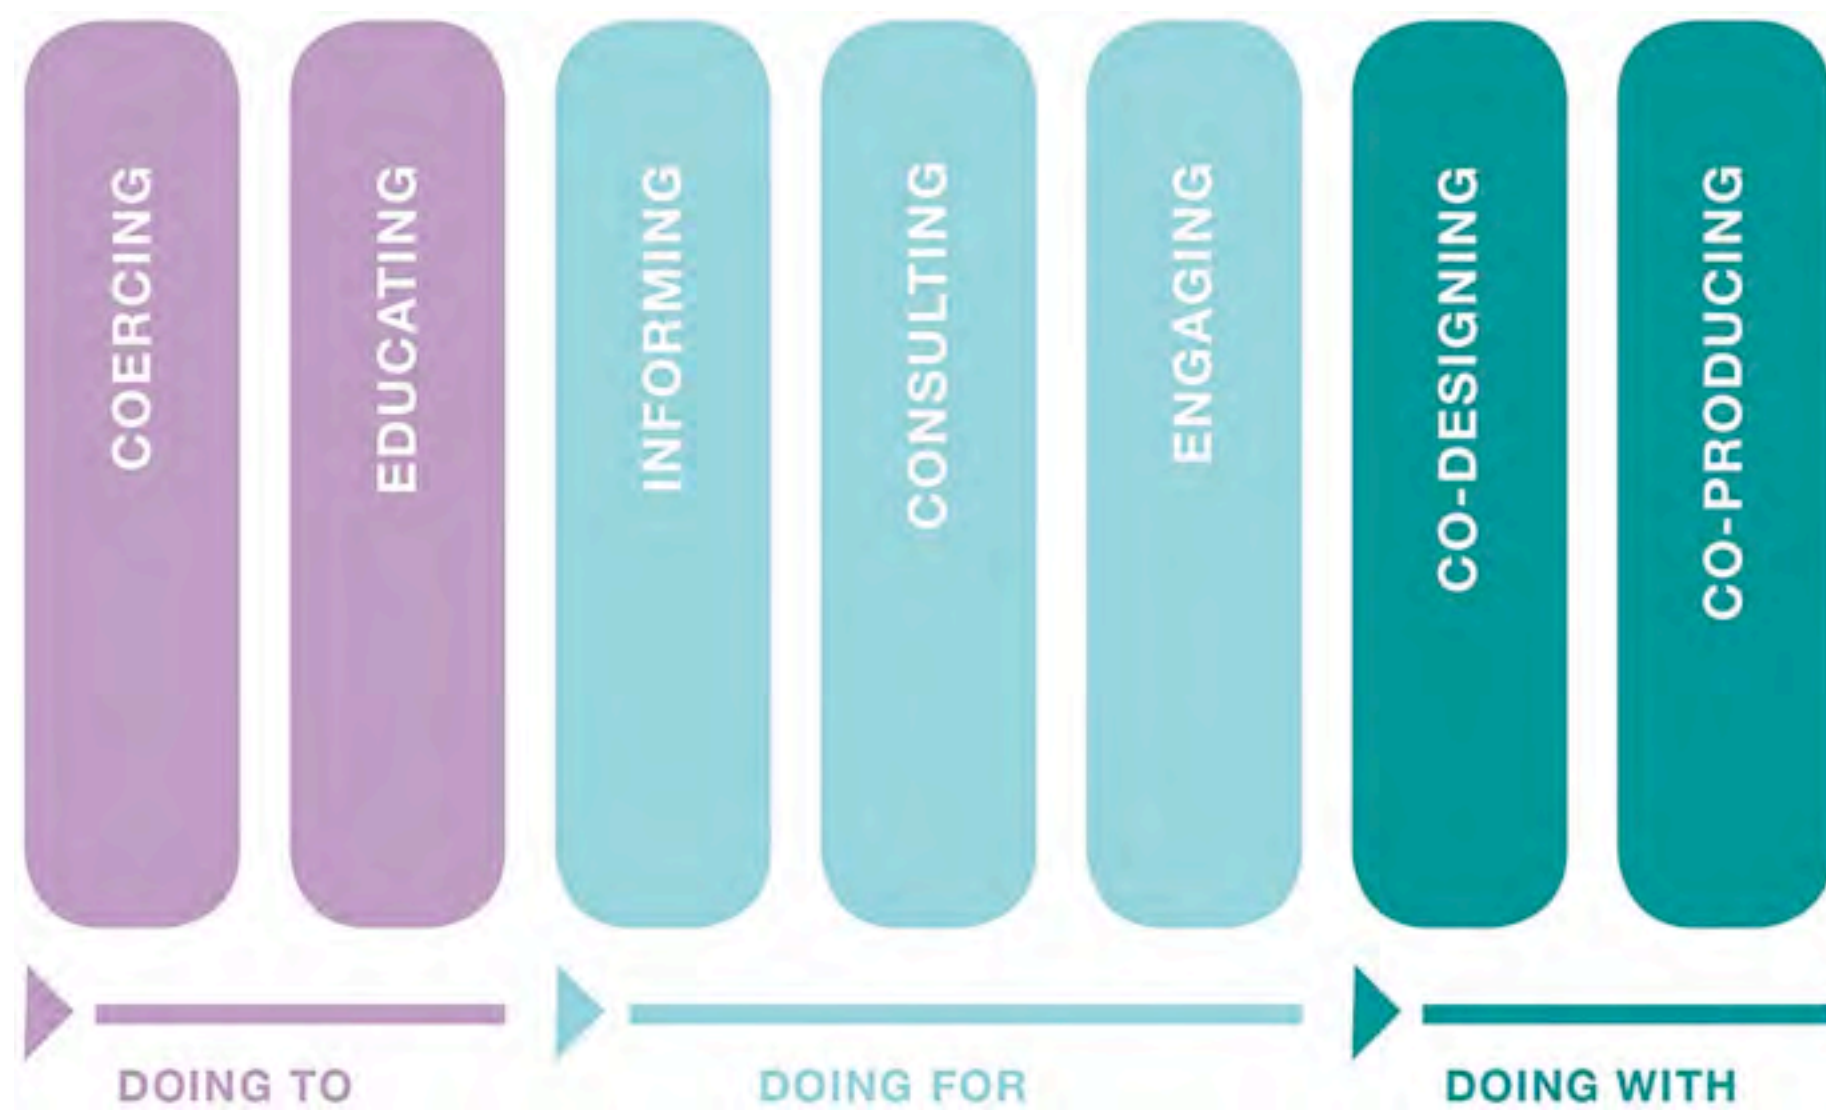 COERCING
EDUCATING
INFORMING
CONSULTING
ENGAGING
CO-DESIGNING
CO-PRODUCING
DOING TO
DOING FOR
DOING WITH